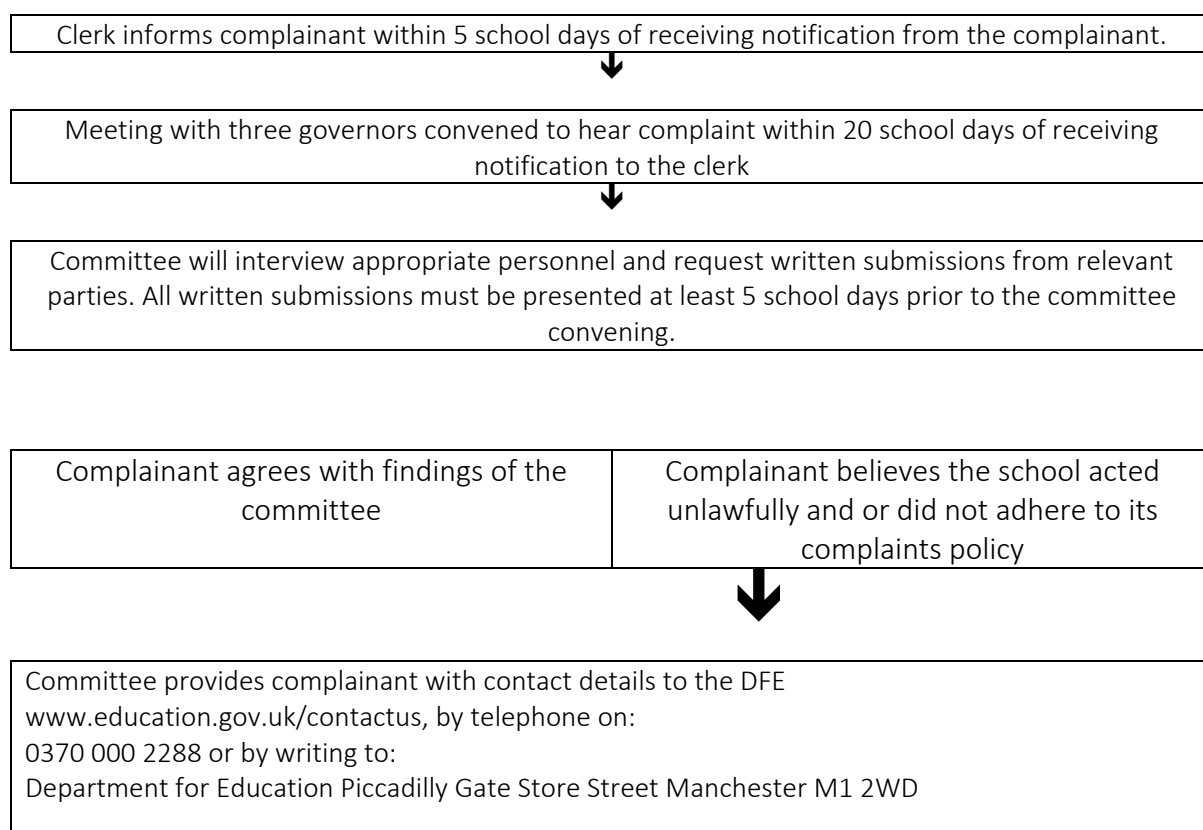 Clerk informs complainant within 5 school days of receiving notification from the complainant.
Meeting with three governors convened to hear complaint within 20 school days of receiving
notification to the clerk
Committee will interview appropriate personnel and request written submissions from relevant
parties. All written submissions must be presented at least 5 school days prior to the committee
convening.
Complainant agrees with findings of the
committee
Complainant believes the school acted
unlawfully and or did not adhere to its
complaints policy
Committee provides complainant with contact details to the DFE
www.education.gov.uk/contactus, by telephone on:
0370 000 2288 or by writing to:
Department for Education Piccadilly Gate Store Street Manchester M1 2WD